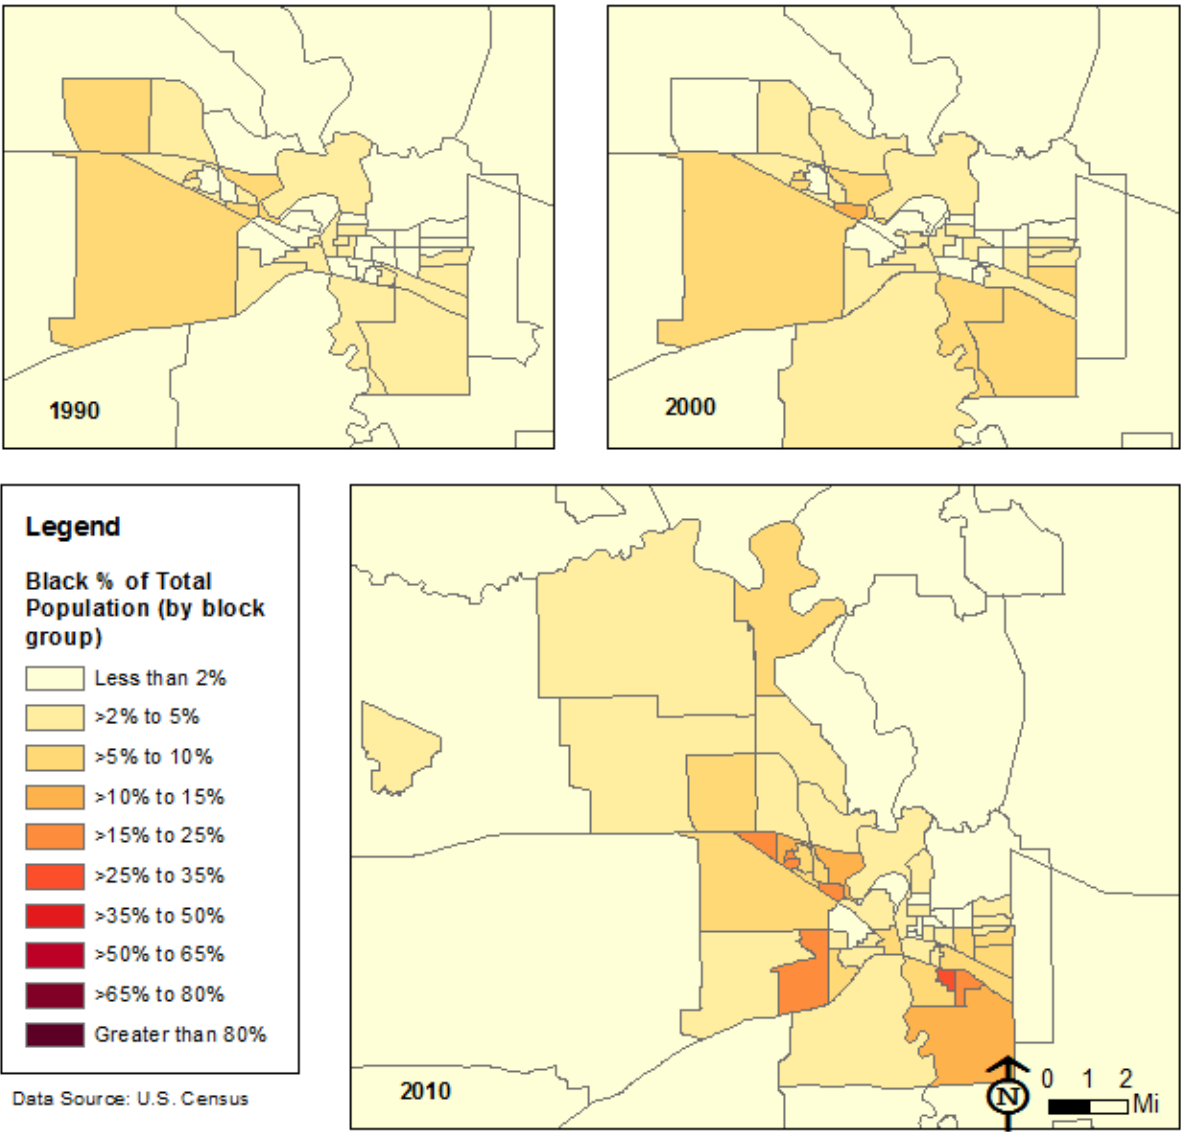 1990
2000
Legend
Black % of Total
Population (by block
group)
Less than 2%
>2% to 5%
>5% to 10%
>10% to 15%
>15% to 25%
>25% to 35%
>35% to 50%
>50% to 65%
>65% to 80%
Greater than 80%
Data Source: U.S. Census
2010
N
0 1 2
Mi